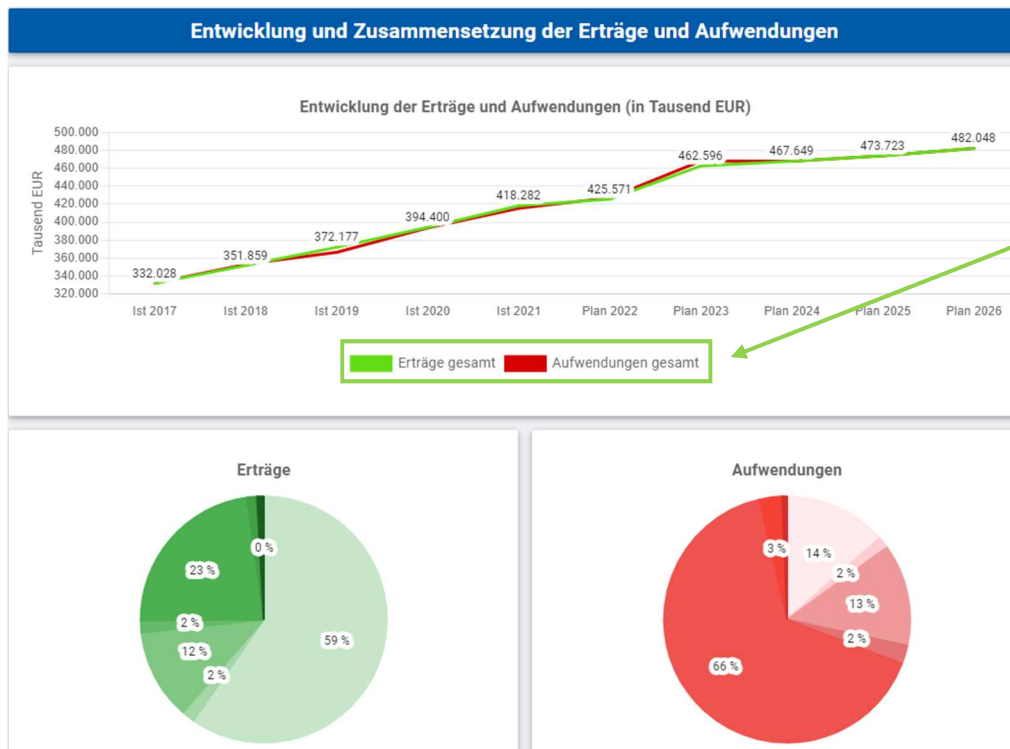 Entwicklung und Zusammensetzung der Erträge und Aufwendungen
Entwicklung der Erträge und Aufwendungen (in Tausend EUR)
Tausend EUR
500.000
480.000
460.000
440.000
420.000
400.000
380.000
360.000
340.000
320.000
332.028
351.859
372.177
394.400
418.282
425.571
462.596
467.649
473.723
482.048
Ist 2017
Ist 2018
Ist 2019
Ist 2020
Ist 2021
Plan 2022
Plan 2023
Plan 2024
Plan 2025
Plan 2026
Erträge gesamt
Aufwendungen gesamt
Erträge
0 %
23 %
2 %
12 %
2 %
59 %
Aufwendungen
3 %
14 %
2 %
13 %
2 %
66 %